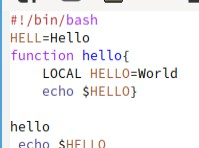 #!/bin/bash
HELL=Hello
function hello{
    LOCAL HELLO=World
    echo $HELLO}

hello
 echo $HELLO